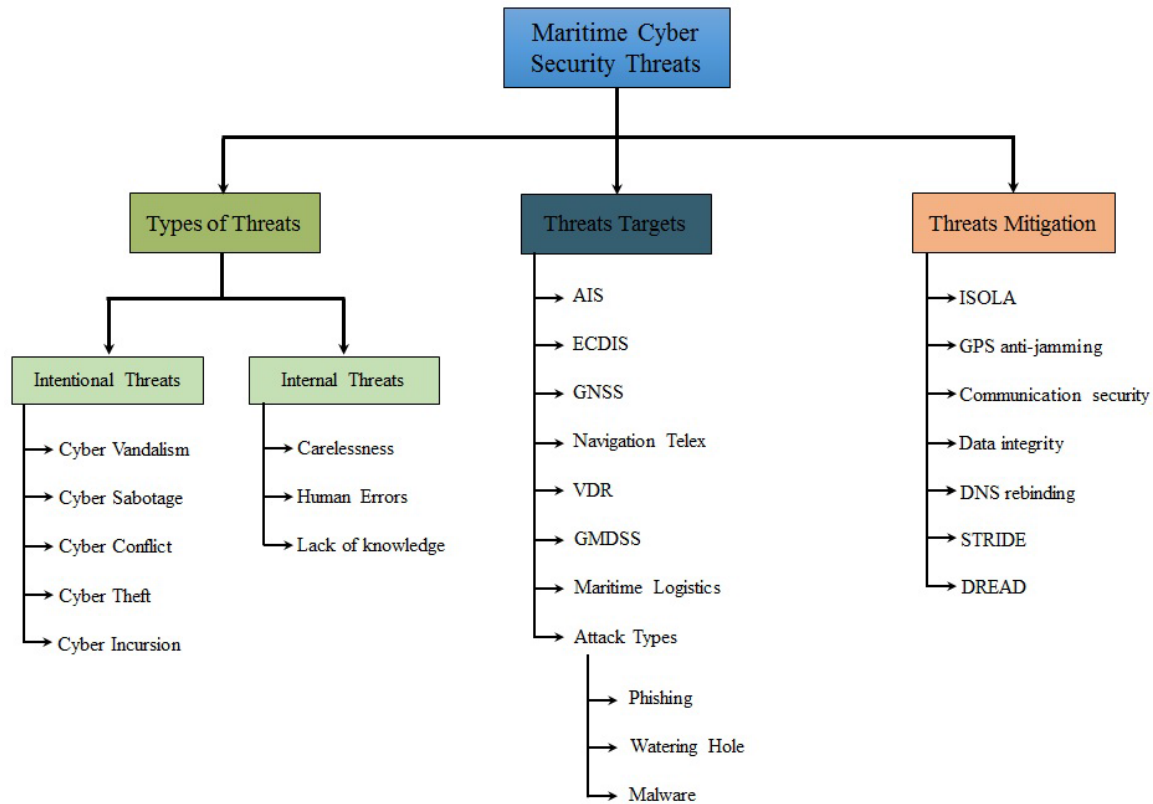 Maritime Cyber
Security Threats
Types of Threats
Threats Targets
Threats Mitigation
Intentional Threats
Cyber Vandalism
Cyber Sabotage
Cyber Conflict
Cyber Theft
Cyber Incursion
Internal Threats
Carelessness
Human Errors
Lack of knowledge
AIS
ECDIS
GNSS
Navigation Telex
VDR
GMDSS
Maritime Logistics
Attack Types
Phishing
Watering Hole
Malware
ISOLA
GPS anti-jamming
Communication security
Data integrity
DNS rebinding
STRIDE
DREAD